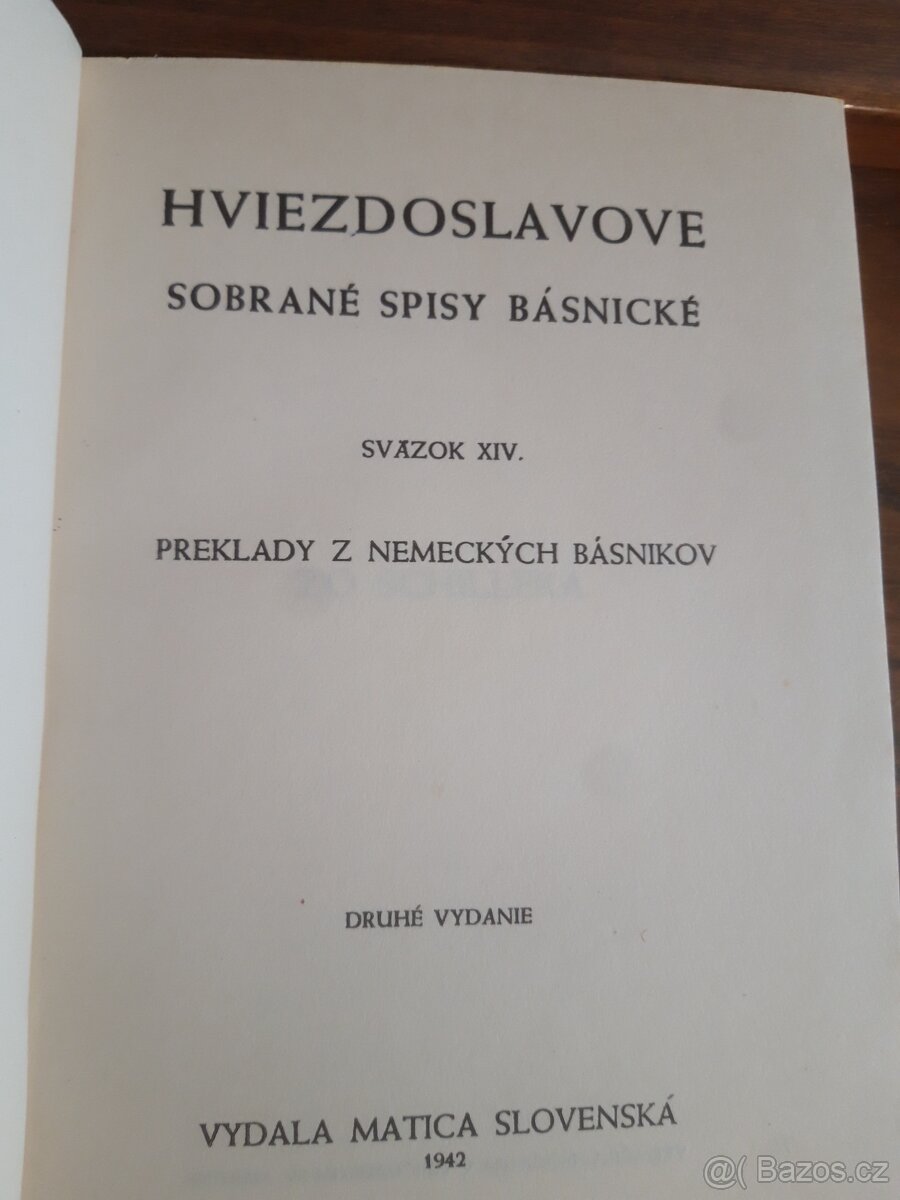 HVIEZDOSLAVOVE
SOBRANÉ SPISY BÁSNICKÉ
SVÄZOK XIV.
PREKLADY Z NEMECKÝCH BÁSNIKOV
DRUHÉ VYDANIE
VYDALA MATICA SLOVENSKÁ
1942
@( Bazos.cz